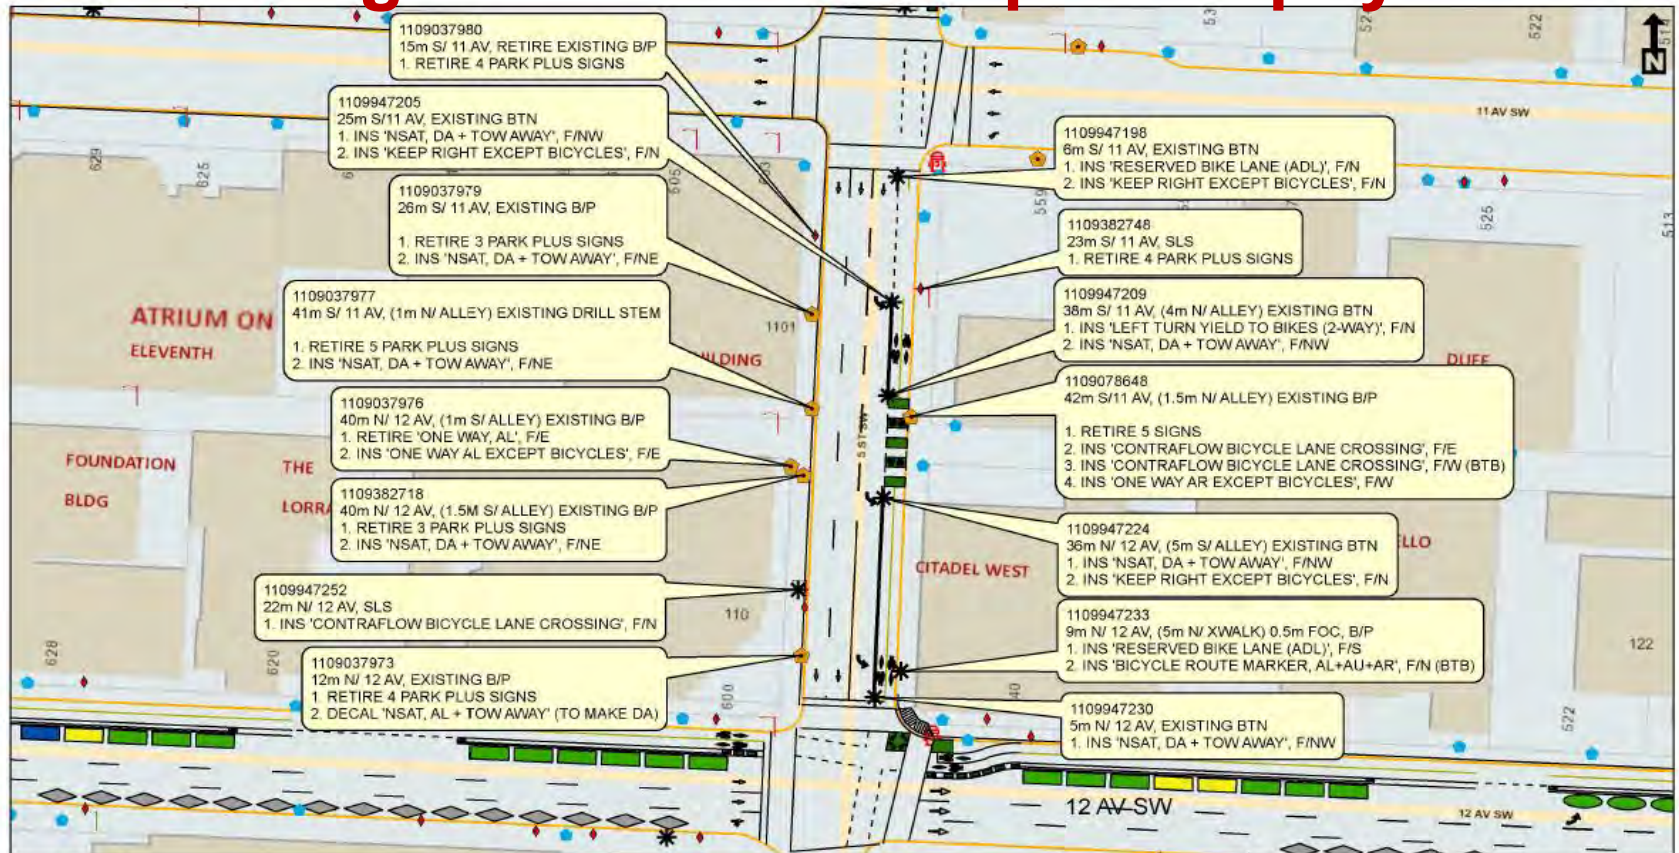 N
11 AV SW
1109037980
15m S/ 11 AV, RETIRE EXISTING B/P
1. RETIRE 4 PARK PLUS SIGNS
1109947205
25m S/11 AV, EXISTING BTN
1. INS 'NSAT, DA + TOW AWAY', F/NW
2. INS 'KEEP RIGHT EXCEPT BICYCLES', F/N
1109037979
26m S/ 11 AV, EXISTING B/P
1. RETIRE 3 PARK PLUS SIGNS
2. INS 'NSAT, DA + TOW AWAY', F/NE
1109037977
41m S/ 11 AV, (1m N/ ALLEY) EXISTING DRILL STEM
1. RETIRE 5 PARK PLUS SIGNS
2. INS 'NSAT, DA + TOW AWAY', F/NE
1109037976
40m N/ 12 AV, (1m S/ ALLEY) EXISTING B/P
1. RETIRE 'ONE WAY, AL', F/E
2. INS 'ONE WAY AL EXCEPT BICYCLES', F/E
1109382718
40m N/ 12 AV, (1.5M S/ ALLEY) EXISTING B/P
1. RETIRE 3 PARK PLUS SIGNS
2. INS 'NSAT, DA + TOW AWAY', F/NE
1109947252
22m N/ 12 AV, SLS
1. INS 'CONTRAFLOW BICYCLE LANE CROSSING', F/N
1109037973
12m N/ 12 AV, EXISTING B/P
1 RETIRE 4 PARK PLUS SIGNS
2. DECAL 'NSAT, AL + TOW AWAY' (TO MAKE DA)
1109947198
6m S/ 11 AV, EXISTING BTN
1. INS 'RESERVED BIKE LANE (ADL)', F/N
2. INS 'KEEP RIGHT EXCEPT BICYCLES', F/N
1109382748
23m S/ 11 AV, SLS
1. RETIRE 4 PARK PLUS SIGNS
1109947209
38m S/ 11 AV, (4m N/ ALLEY) EXISTING BTN
1. INS 'LEFT TURN YIELD TO BIKES (2-WAY)', F/N
2. INS 'NSAT, DA + TOW AWAY', F/NW
1109078648
42m S/11 AV, (1.5m N/ ALLEY) EXISTING B/P
1. RETIRE 5 SIGNS
2. INS 'CONTRAFLOW BICYCLE LANE CROSSING', F/E
3. INS 'CONTRAFLOW BICYCLE LANE CROSSING', F/W (BTB)
4. INS 'ONE WAY AR EXCEPT BICYCLES', F/W
1109947224
36m N/ 12 AV, (5m S/ ALLEY) EXISTING BTN
1. INS 'NSAT, DA + TOW AWAY', F/NW
2. INS 'KEEP RIGHT EXCEPT BICYCLES', F/N
1109947233
9m N/ 12 AV, (5m N/ XWALK) 0.5m FOC, B/P
1. INS 'RESERVED BIKE LANE (ADL)', F/S
2. INS 'BICYCLE ROUTE MARKER, AL+AU+AR', F/N (BTB)
1109947230
5m N/ 12 AV, EXISTING BTN
1. INS 'NSAT, DA + TOW AWAY', F/NW
ATRIUM ON
ELEVENTH
FOUNDATION
BLDG
THE
CITADEL WEST
5 ST SW
12 AV SW
12 AV SW
629
625
522
525
513
1101
110
628
620
600
122
522